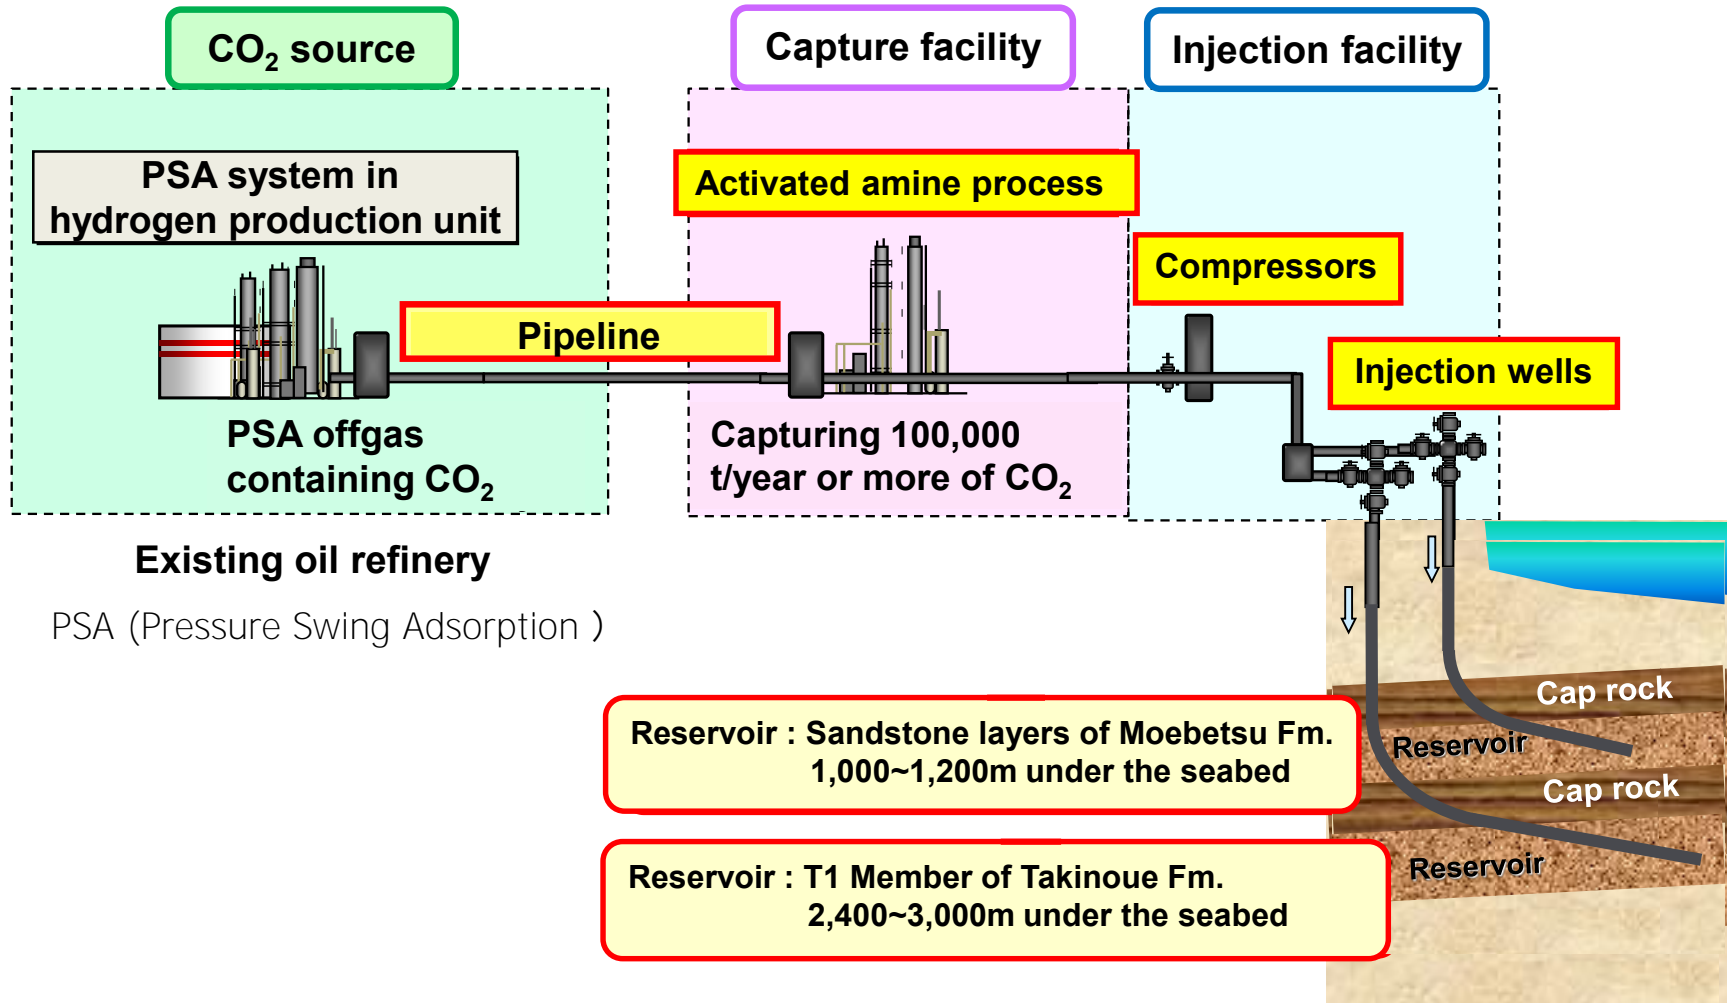 CO₂ source
Capture facility
Injection facility
PSA system in
hydrogen production unit
Activated amine process
Compressors
Pipeline
Injection wells
PSA offgas
containing CO₂
Capturing 100,000
t/year or more of CO₂
Existing oil refinery
PSA (Pressure Swing Adsorption )
Cap rock
Reservoir
Cap rock
Reservoir
Reservoir : Sandstone layers of Moebetsu Fm.
1,000~1,200m under the seabed
Reservoir : T1 Member of Takinoue Fm.
2,400~3,000m under the seabed